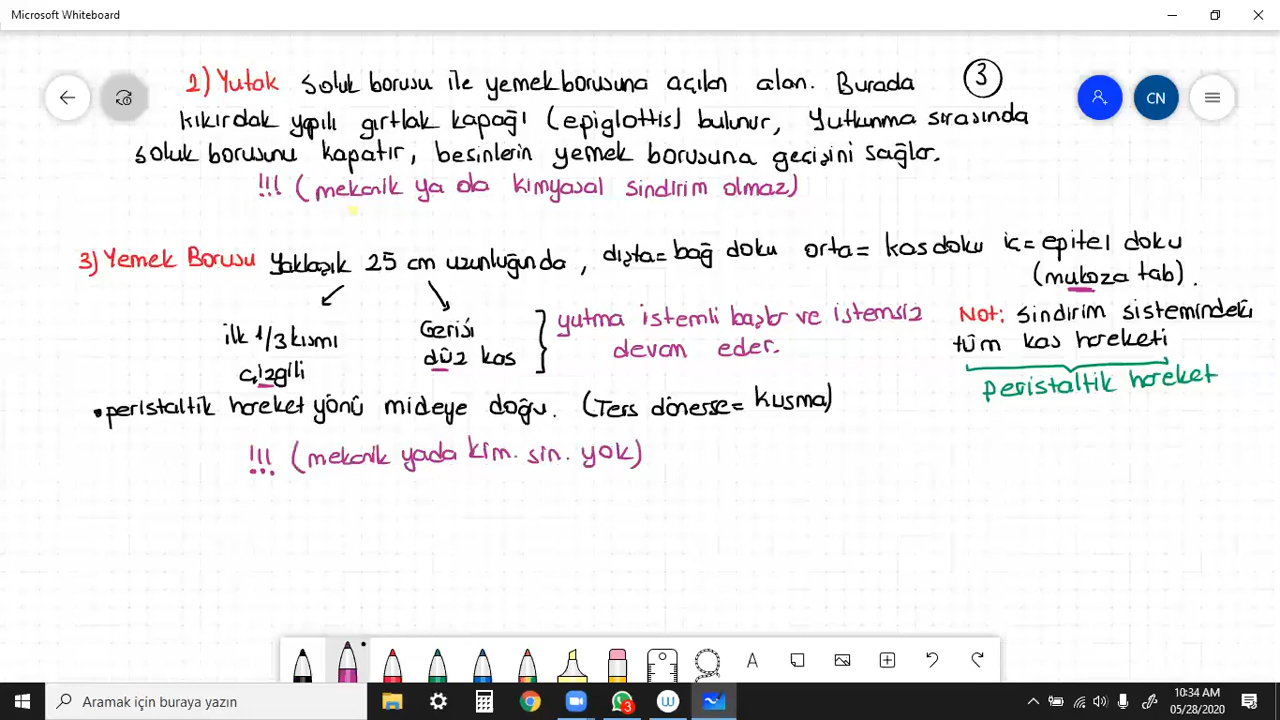 Microsoft Whiteboard
2) Yutak soluk borusu ile yemek borusuna açılan alan. Burada
3
kıkırdak yapılı gırtlak kapağı (epiglottis) bulunur, Yutkunma sırasında
soluk borusunu kapatır, besinlerin yemek borusuna geçişini sağlar.
!!! (mekanik ya da kimyasal sindirim olmaz)
CN
3) Yemek Borusu Yaklaşık 25 cm uzunluğunda, dışta= bağ doku orta= kas doku iç= epitel doku
(mukoza tab).
ilk 1/3 kısmı
çizgili
Gerisi
düz kas
yutma istemli başlar ve istemsiz
devam eder.
Not: sindirim sistemindeki
tüm kas hareketi
peristaltik hareket
• peristaltik hareket yönü mideye doğru. (Ters dönerse= kusma)
!!! (mekanik yada kim. sin. yok)
A
Aramak için buraya yazın
3
W
10:34 AM
05/28/2020